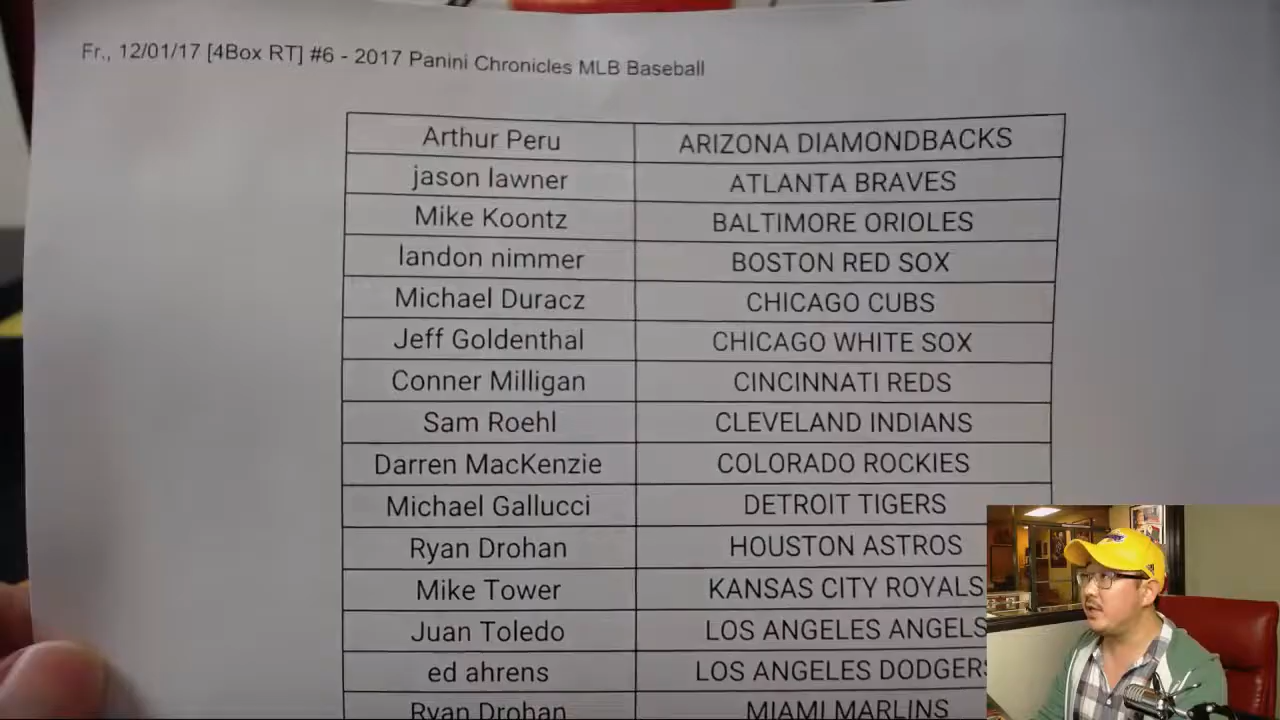 Fr., 12/01/17 [4Box RT] #6 - 2017 Panini Chronicles MLB Baseball
Arthur Peru ARIZONA DIAMONDBACKS
jason lawner ATLANTA BRAVES
Mike Koontz BALTIMORE ORIOLES
landon nimmer BOSTON RED SOX
Michael Duracz CHICAGO CUBS
Jeff Goldenthal CHICAGO WHITE SOX
Conner Milligan CINCINNATI REDS
Sam Roehl CLEVELAND INDIANS
Darren MacKenzie COLORADO ROCKIES
Michael Gallucci DETROIT TIGERS
Ryan Drohan HOUSTON ASTROS
Mike Tower KANSAS CITY ROYALS
Juan Toledo LOS ANGELES ANGELS
ed ahrens LOS ANGELES DODGERS
Ryan Drohan MIAMI MARLINS